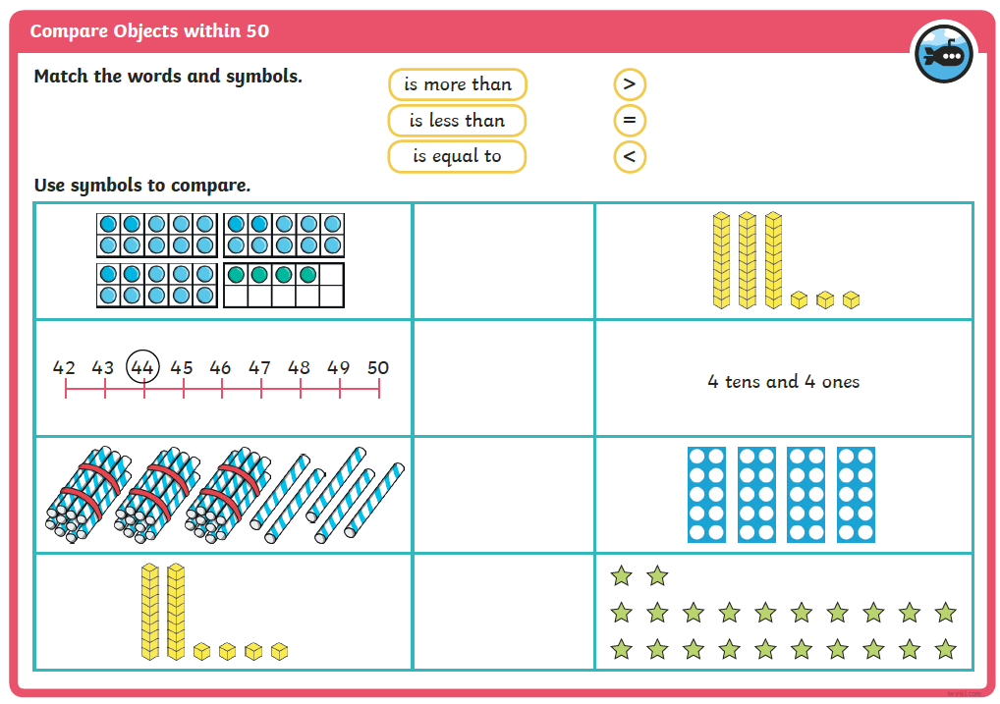 Compare Objects within 50
Match the words and symbols.
is more than
>
is less than
=
is equal to
<
Use symbols to compare.
42 43 44 45 46 47 48 49 50
4 tens and 4 ones